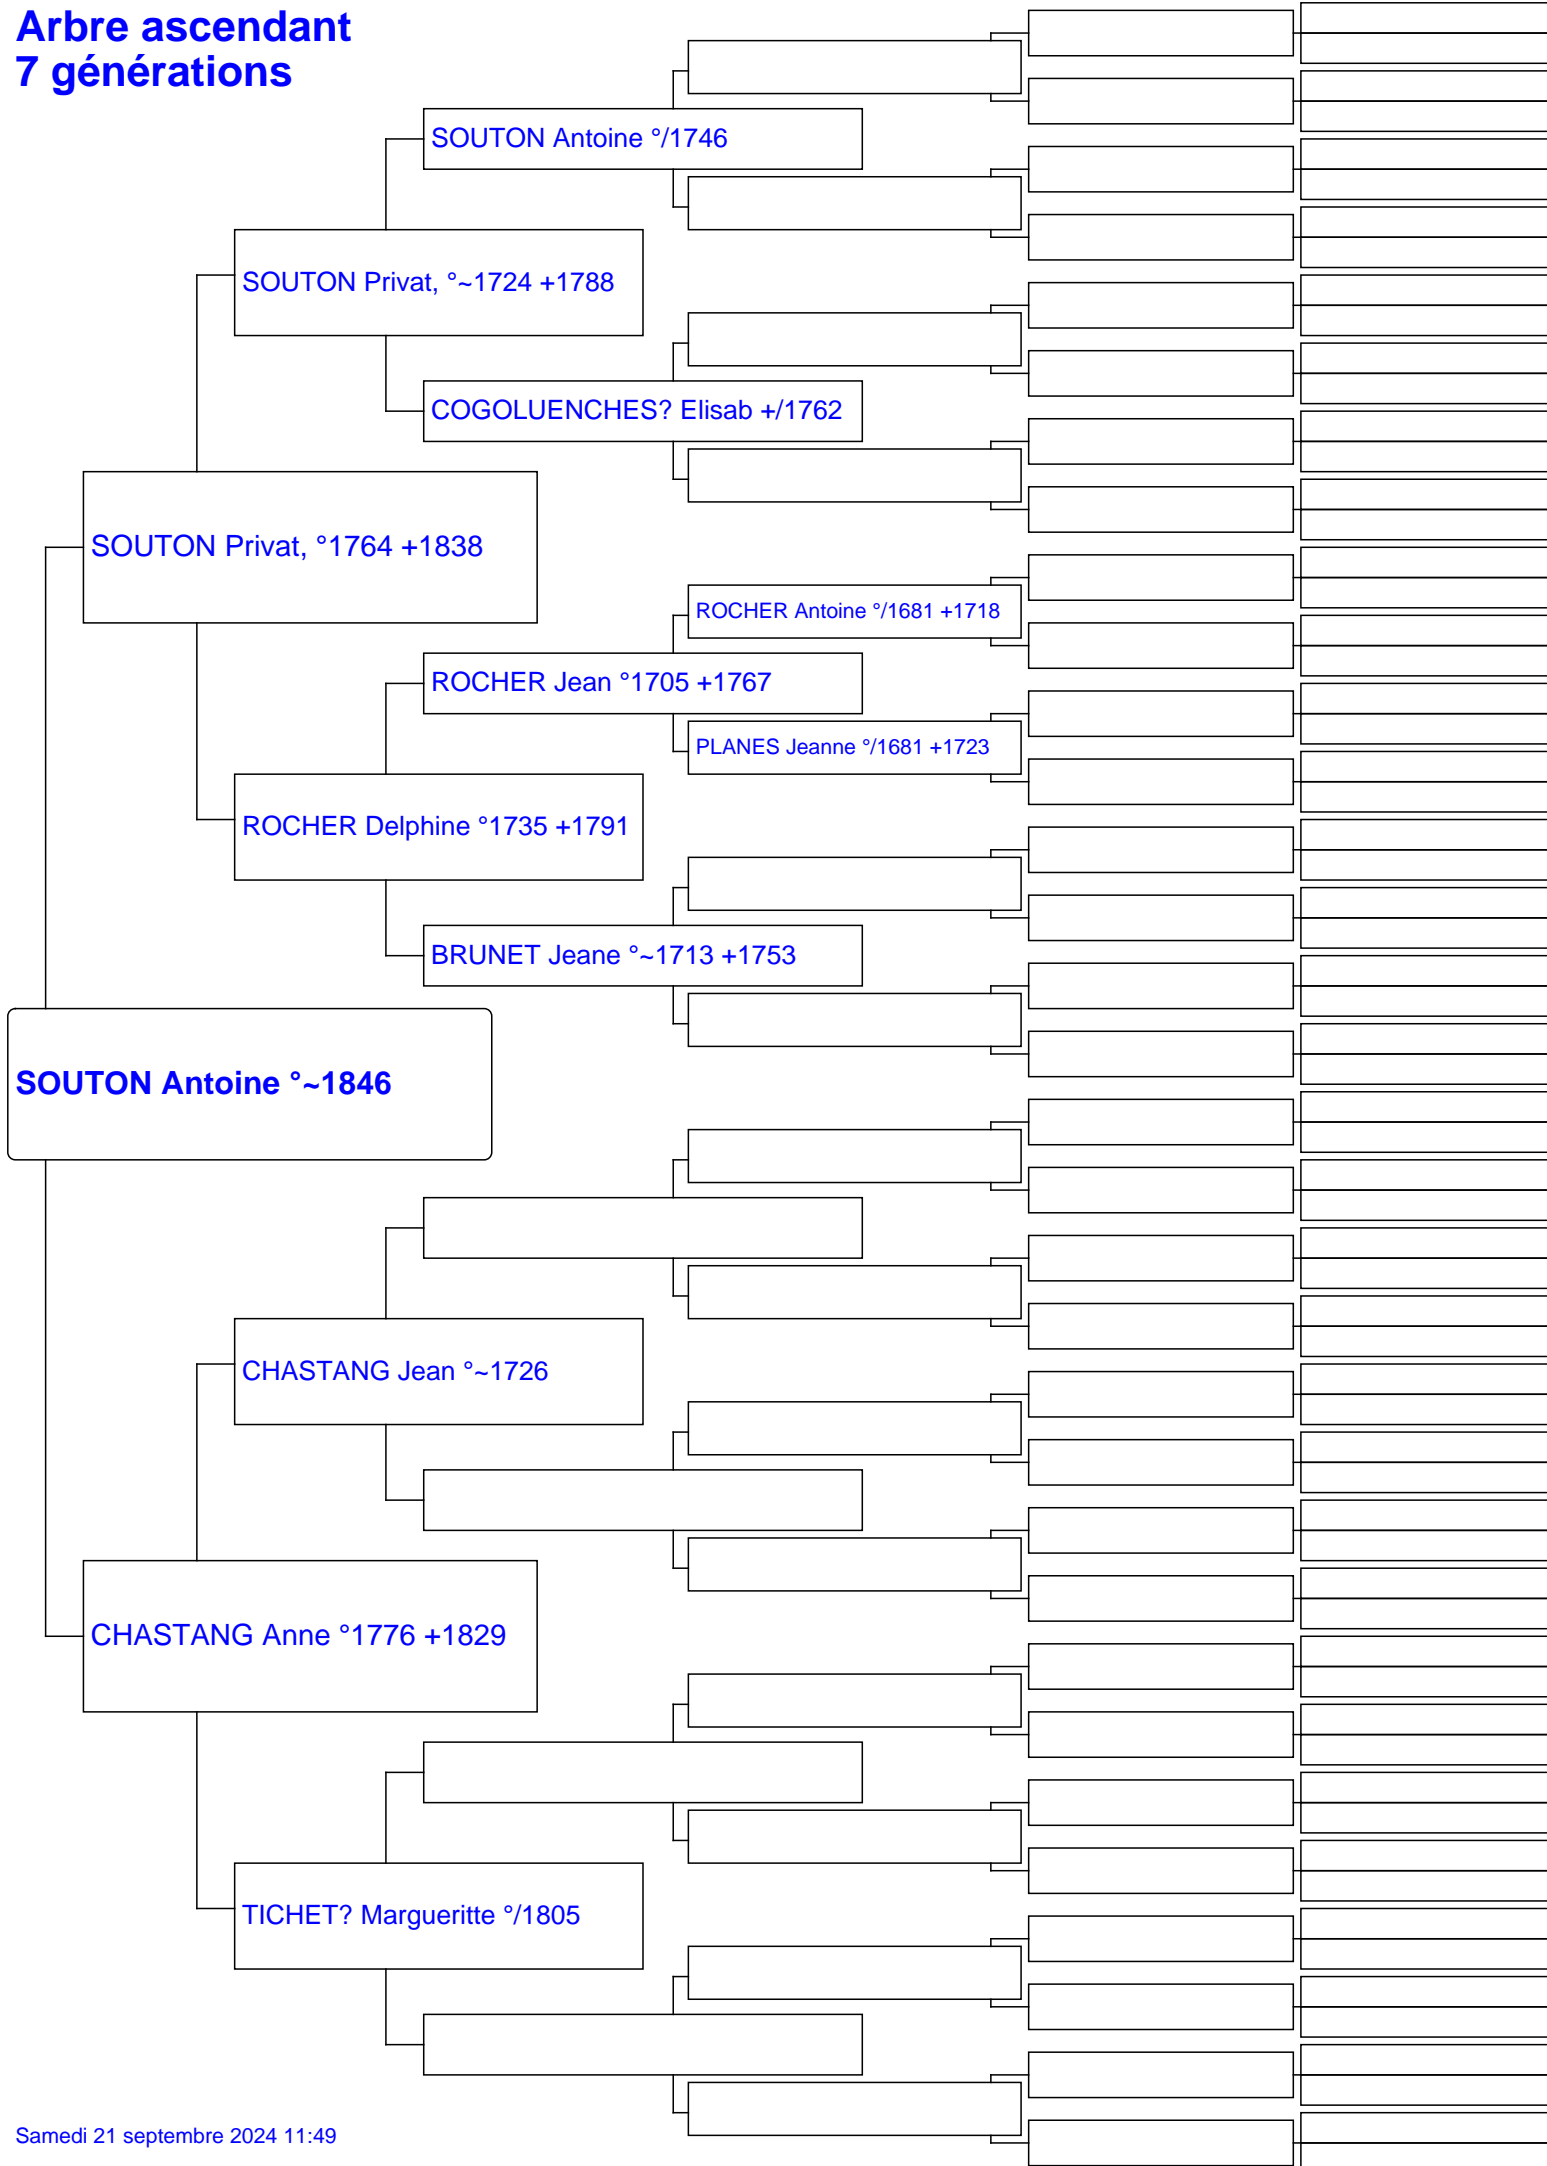 Arbre ascendant
7 générations
SOUTON Antoine °/1746
SOUTON Privat, °~1724 +1788
COGOLUENCHES? Elisab +/1762
SOUTON Privat, °1764 +1838
ROCHER Antoine °/1681 +1718
ROCHER Jean °1705 +1767
PLANES Jeanne °/1681 +1723
ROCHER Delphine °1735 +1791
BRUNET Jeane °~1713 +1753
SOUTON Antoine °~1846
CHASTANG Jean °~1726
CHASTANG Anne °1776 +1829
TICHET? Margueritte °/1805
Samedi 21 septembre 2024 11:49